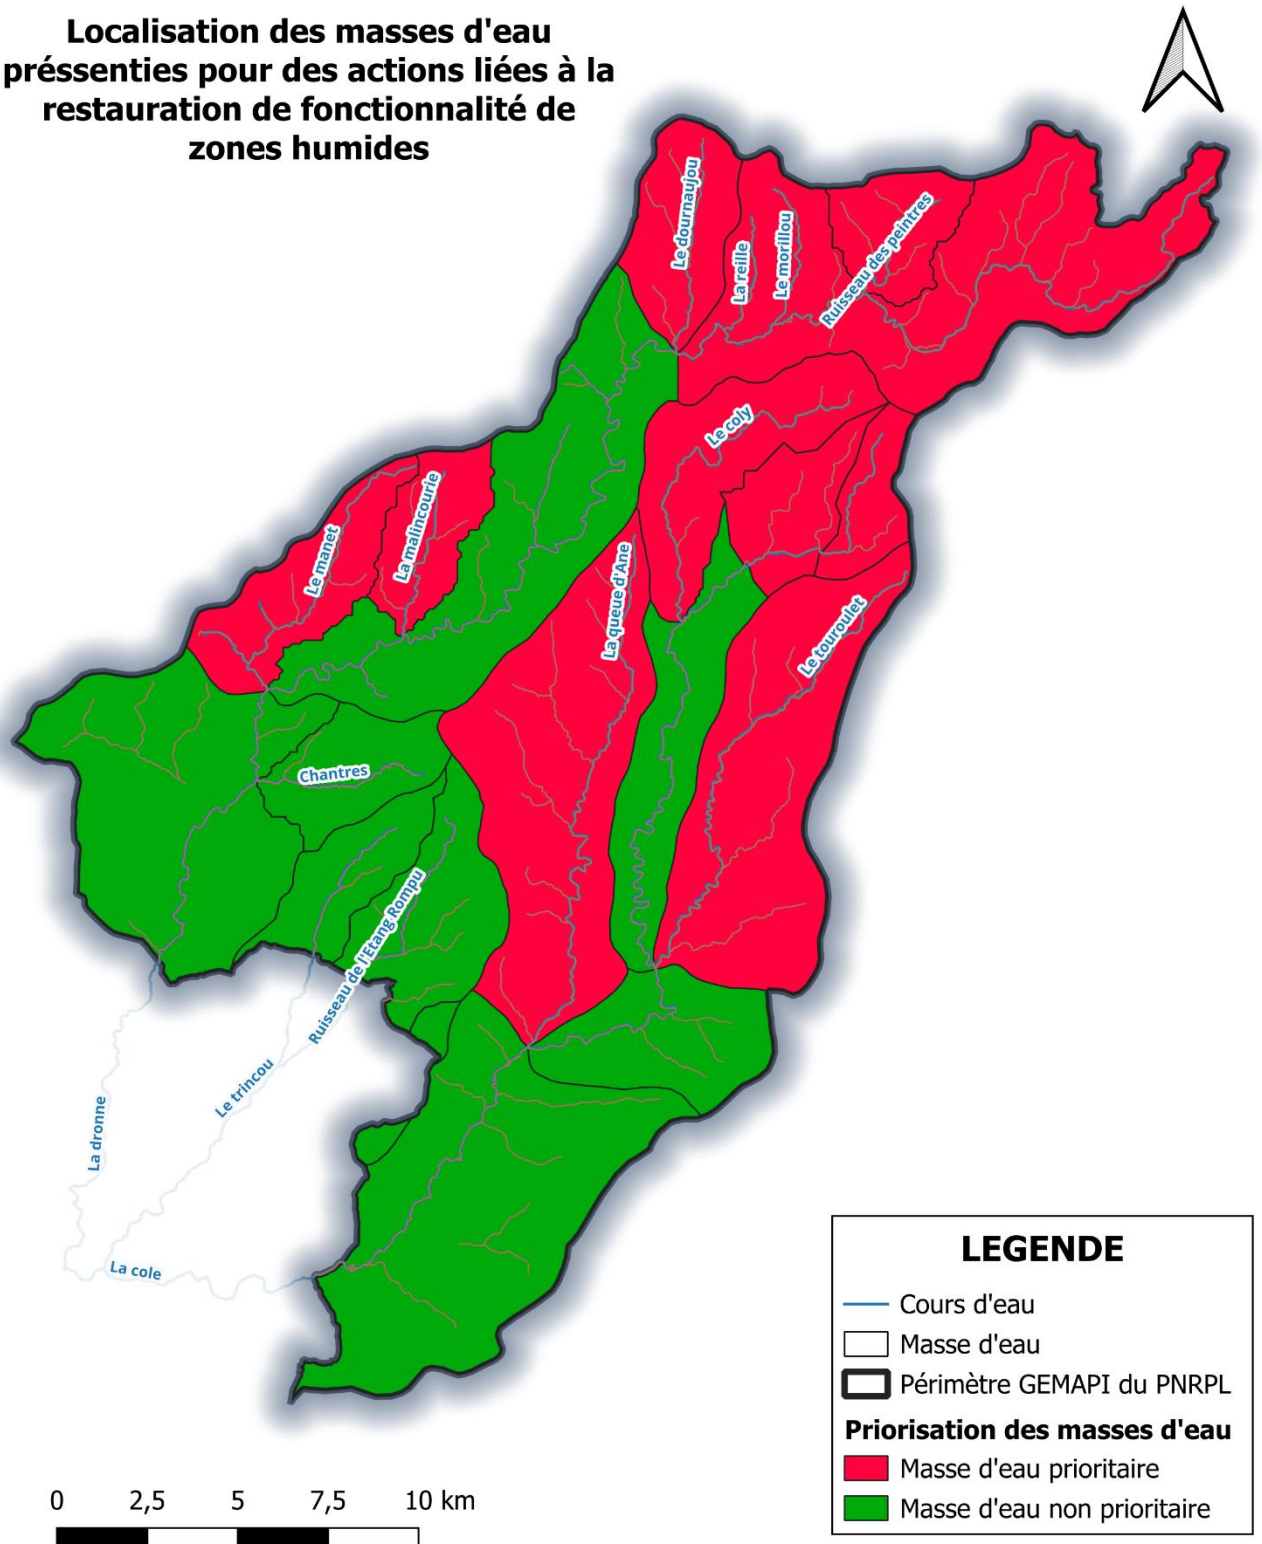 Localisation des masses d'eau
préssenties pour des actions liées à la
restauration de fonctionnalité de
zones humides
Le dournaujou
La reille
Le morillou
Ruisseau des peintres
Le coly
Le manet
La malincourie
La queue d'Ane
Le touroulet
Chantres
Ruisseau de l'Etang Rompu
Le trincou
La dronne
La cole
LEGENDE
Cours d'eau
Masse d'eau
Périmètre GEMAPI du PNRPL
Priorisation des masses d'eau
Masse d'eau prioritaire
Masse d'eau non prioritaire
0 2,5 5 7,5 10 km